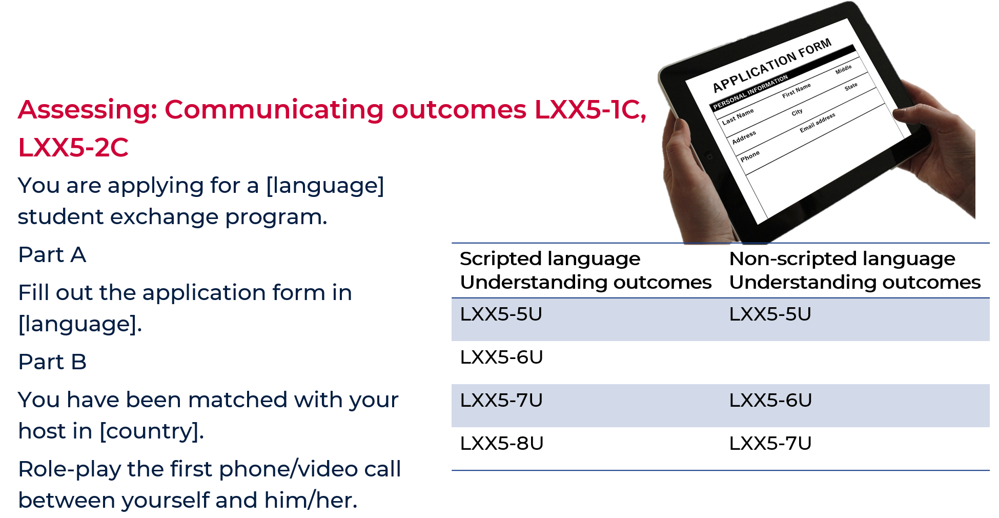 Assessing: Communicating outcomes LXX5-1C,
LXX5-2C
You are applying for a [language]
student exchange program.
Part A
Fill out the application form in
[language].
Part B
You have been matched with your
host in [country].
Role-play the first phone/video call
between yourself and him/her.
APPLICATION FORM
PERSONAL INFORMATION
Last Name First Name Middle
Address City State
Phone Email address
Scripted language Non-scripted language
Understanding outcomes Understanding outcomes
LXX5-5U LXX5-5U
LXX5-6U
LXX5-7U LXX5-6U
LXX5-8U LXX5-7U